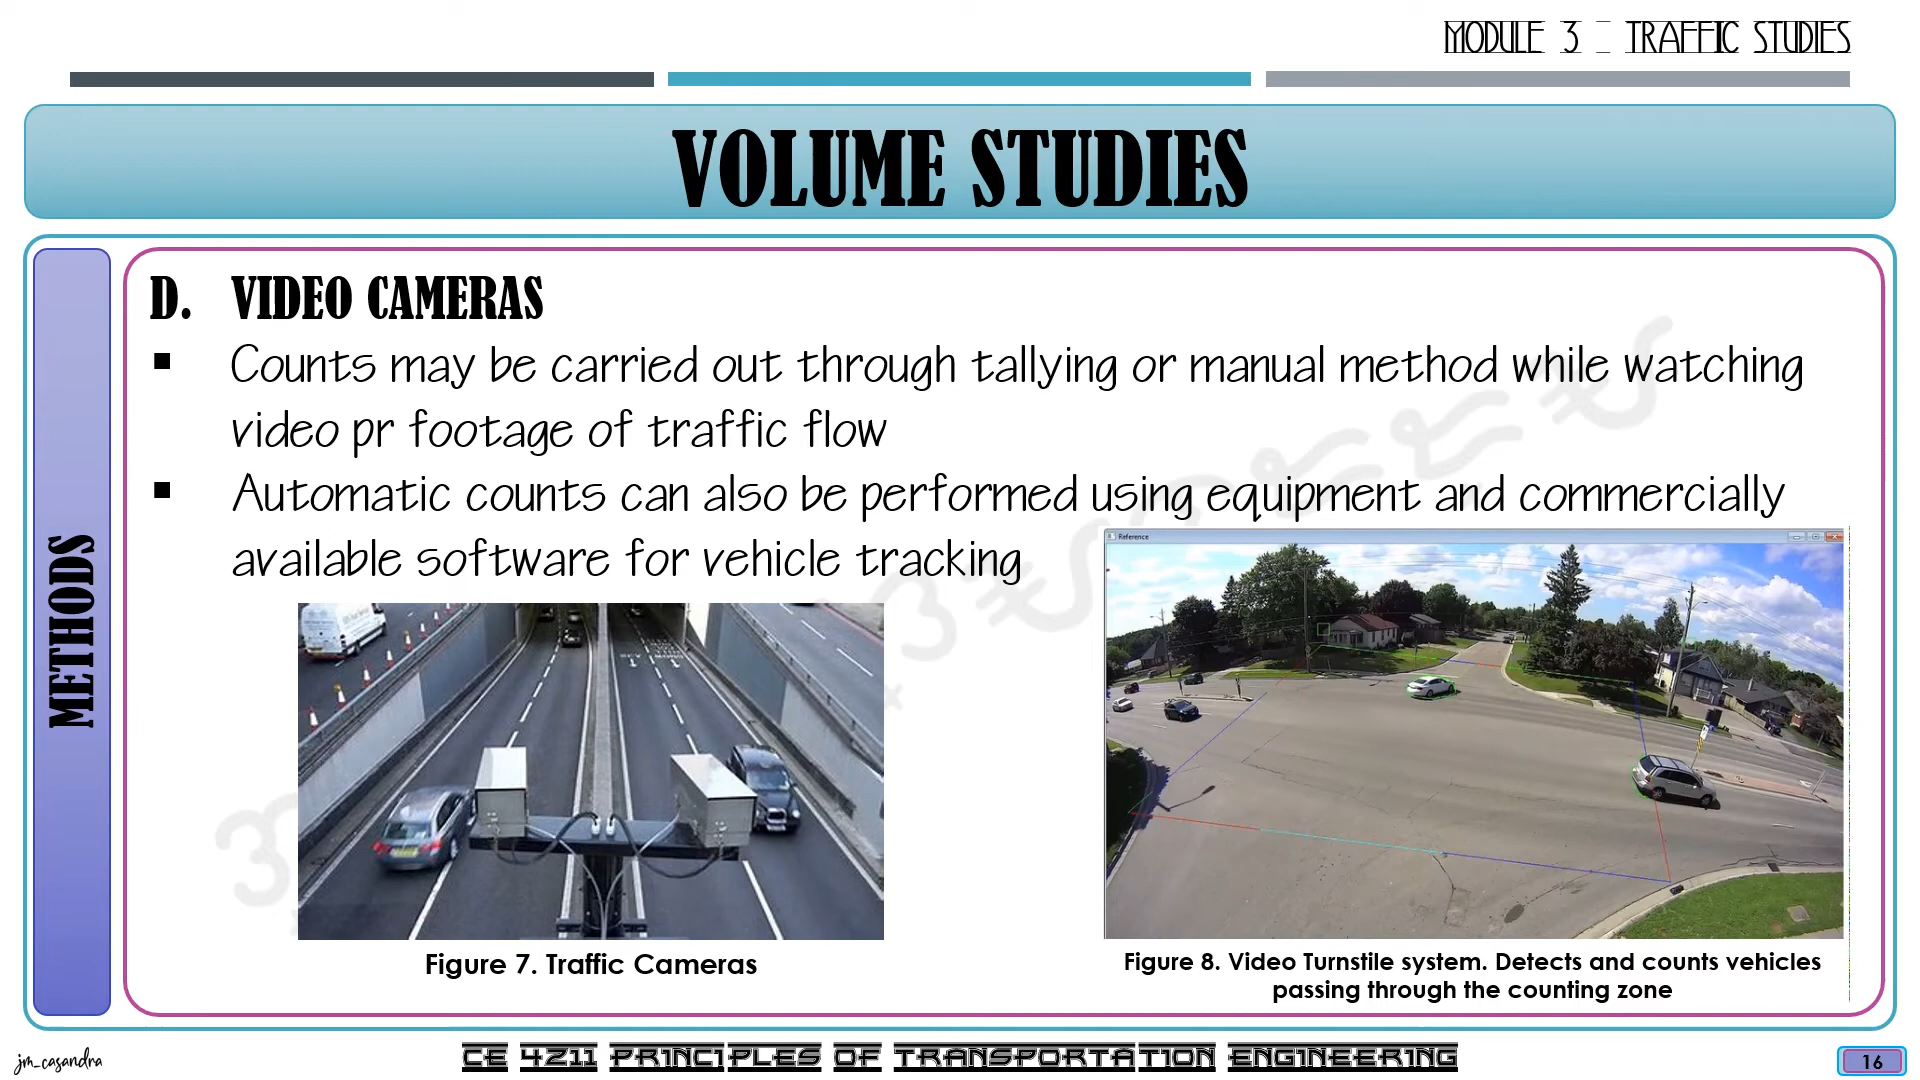 MODULE 3 – TRAFFIC STUDIES
VOLUME STUDIES
METHODS
D. VIDEO CAMERAS
▪ Counts may be carried out through tallying or manual method while watching
video pr footage of traffic flow
▪ Automatic counts can also be performed using equipment and commercially
available software for vehicle tracking
Reference
Figure 7. Traffic Cameras
Figure 8. Video Turnstile system. Detects and counts vehicles
passing through the counting zone
jm_casandra
CE 4211 PRINCIPLES OF TRANSPORTATION ENGINEERING
16